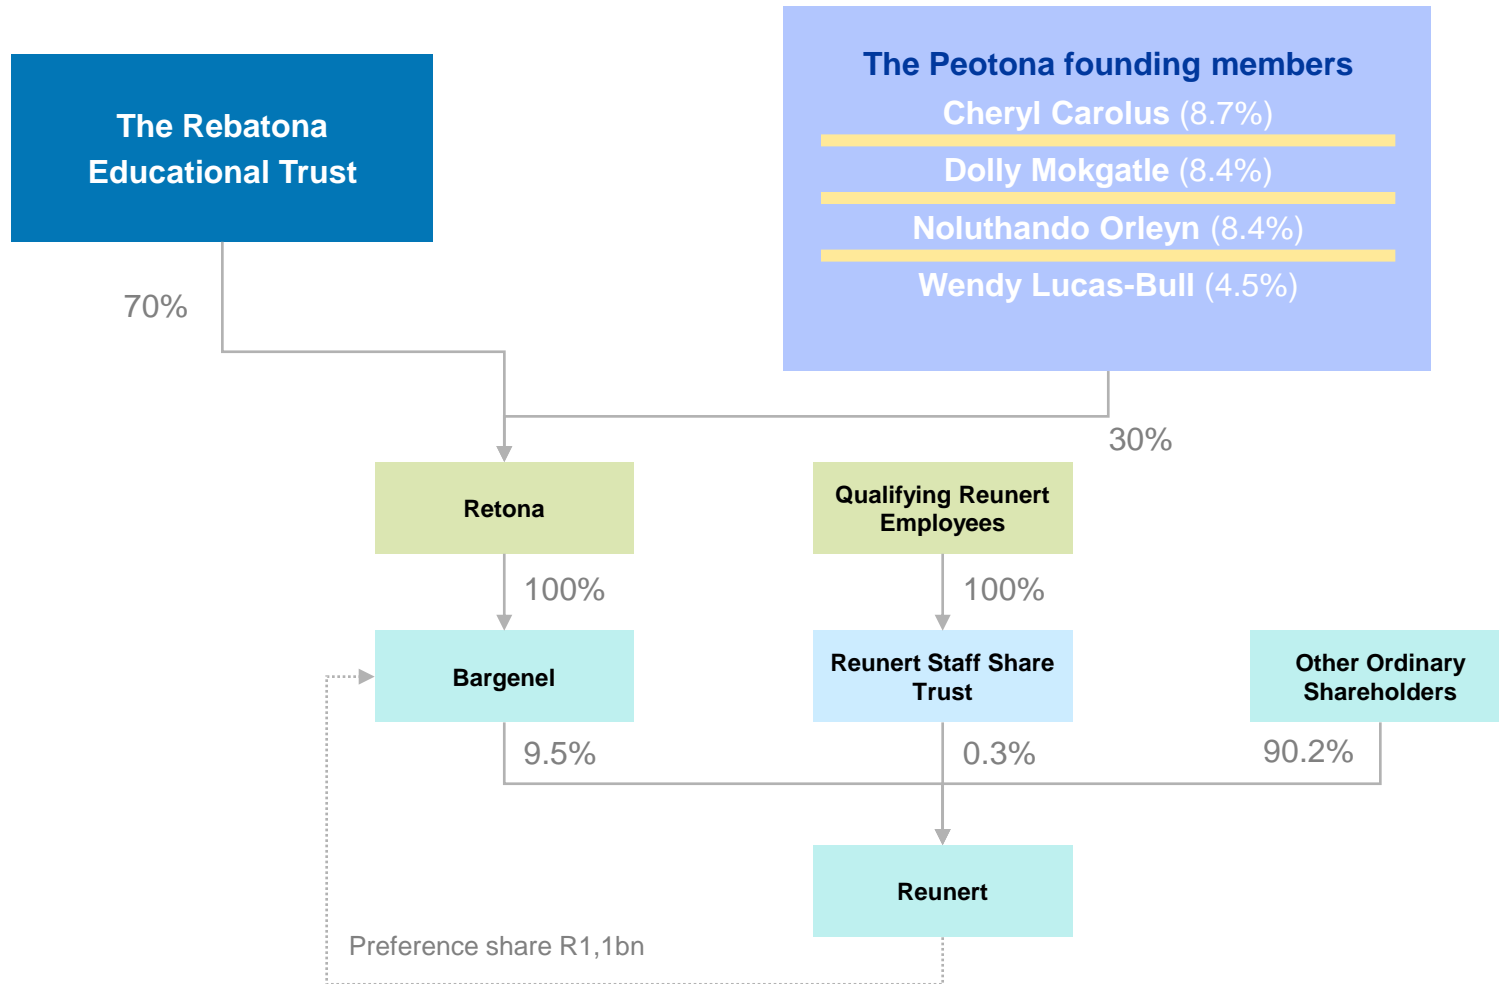 The Rebatona
Educational Trust
The Peotona founding members
Cheryl Carolus (8.7%)
Dolly Mokgatle (8.4%)
Noluthando Orleyn (8.4%)
Wendy Lucas-Bull (4.5%)
70%
30%
Retona
Qualifying Reunert
Employees
100%
100%
Bargenel
Reunert Staff Share
Trust
Other Ordinary
Shareholders
9.5%
0.3%
90.2%
Reunert
Preference share R1,1bn